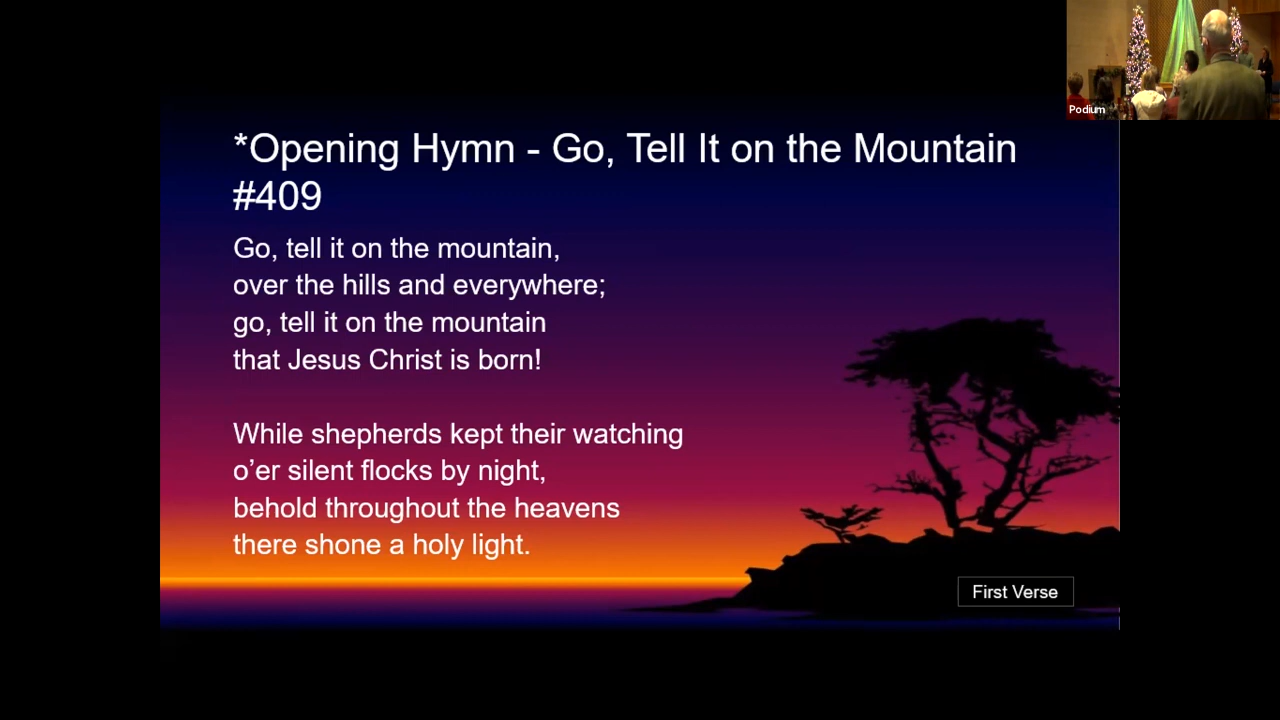 Podium
*Opening Hymn - Go, Tell It on the Mountain
#409
Go, tell it on the mountain,
over the hills and everywhere;
go, tell it on the mountain
that Jesus Christ is born!
While shepherds kept their watching
o’er silent flocks by night,
behold throughout the heavens
there shone a holy light.
First Verse